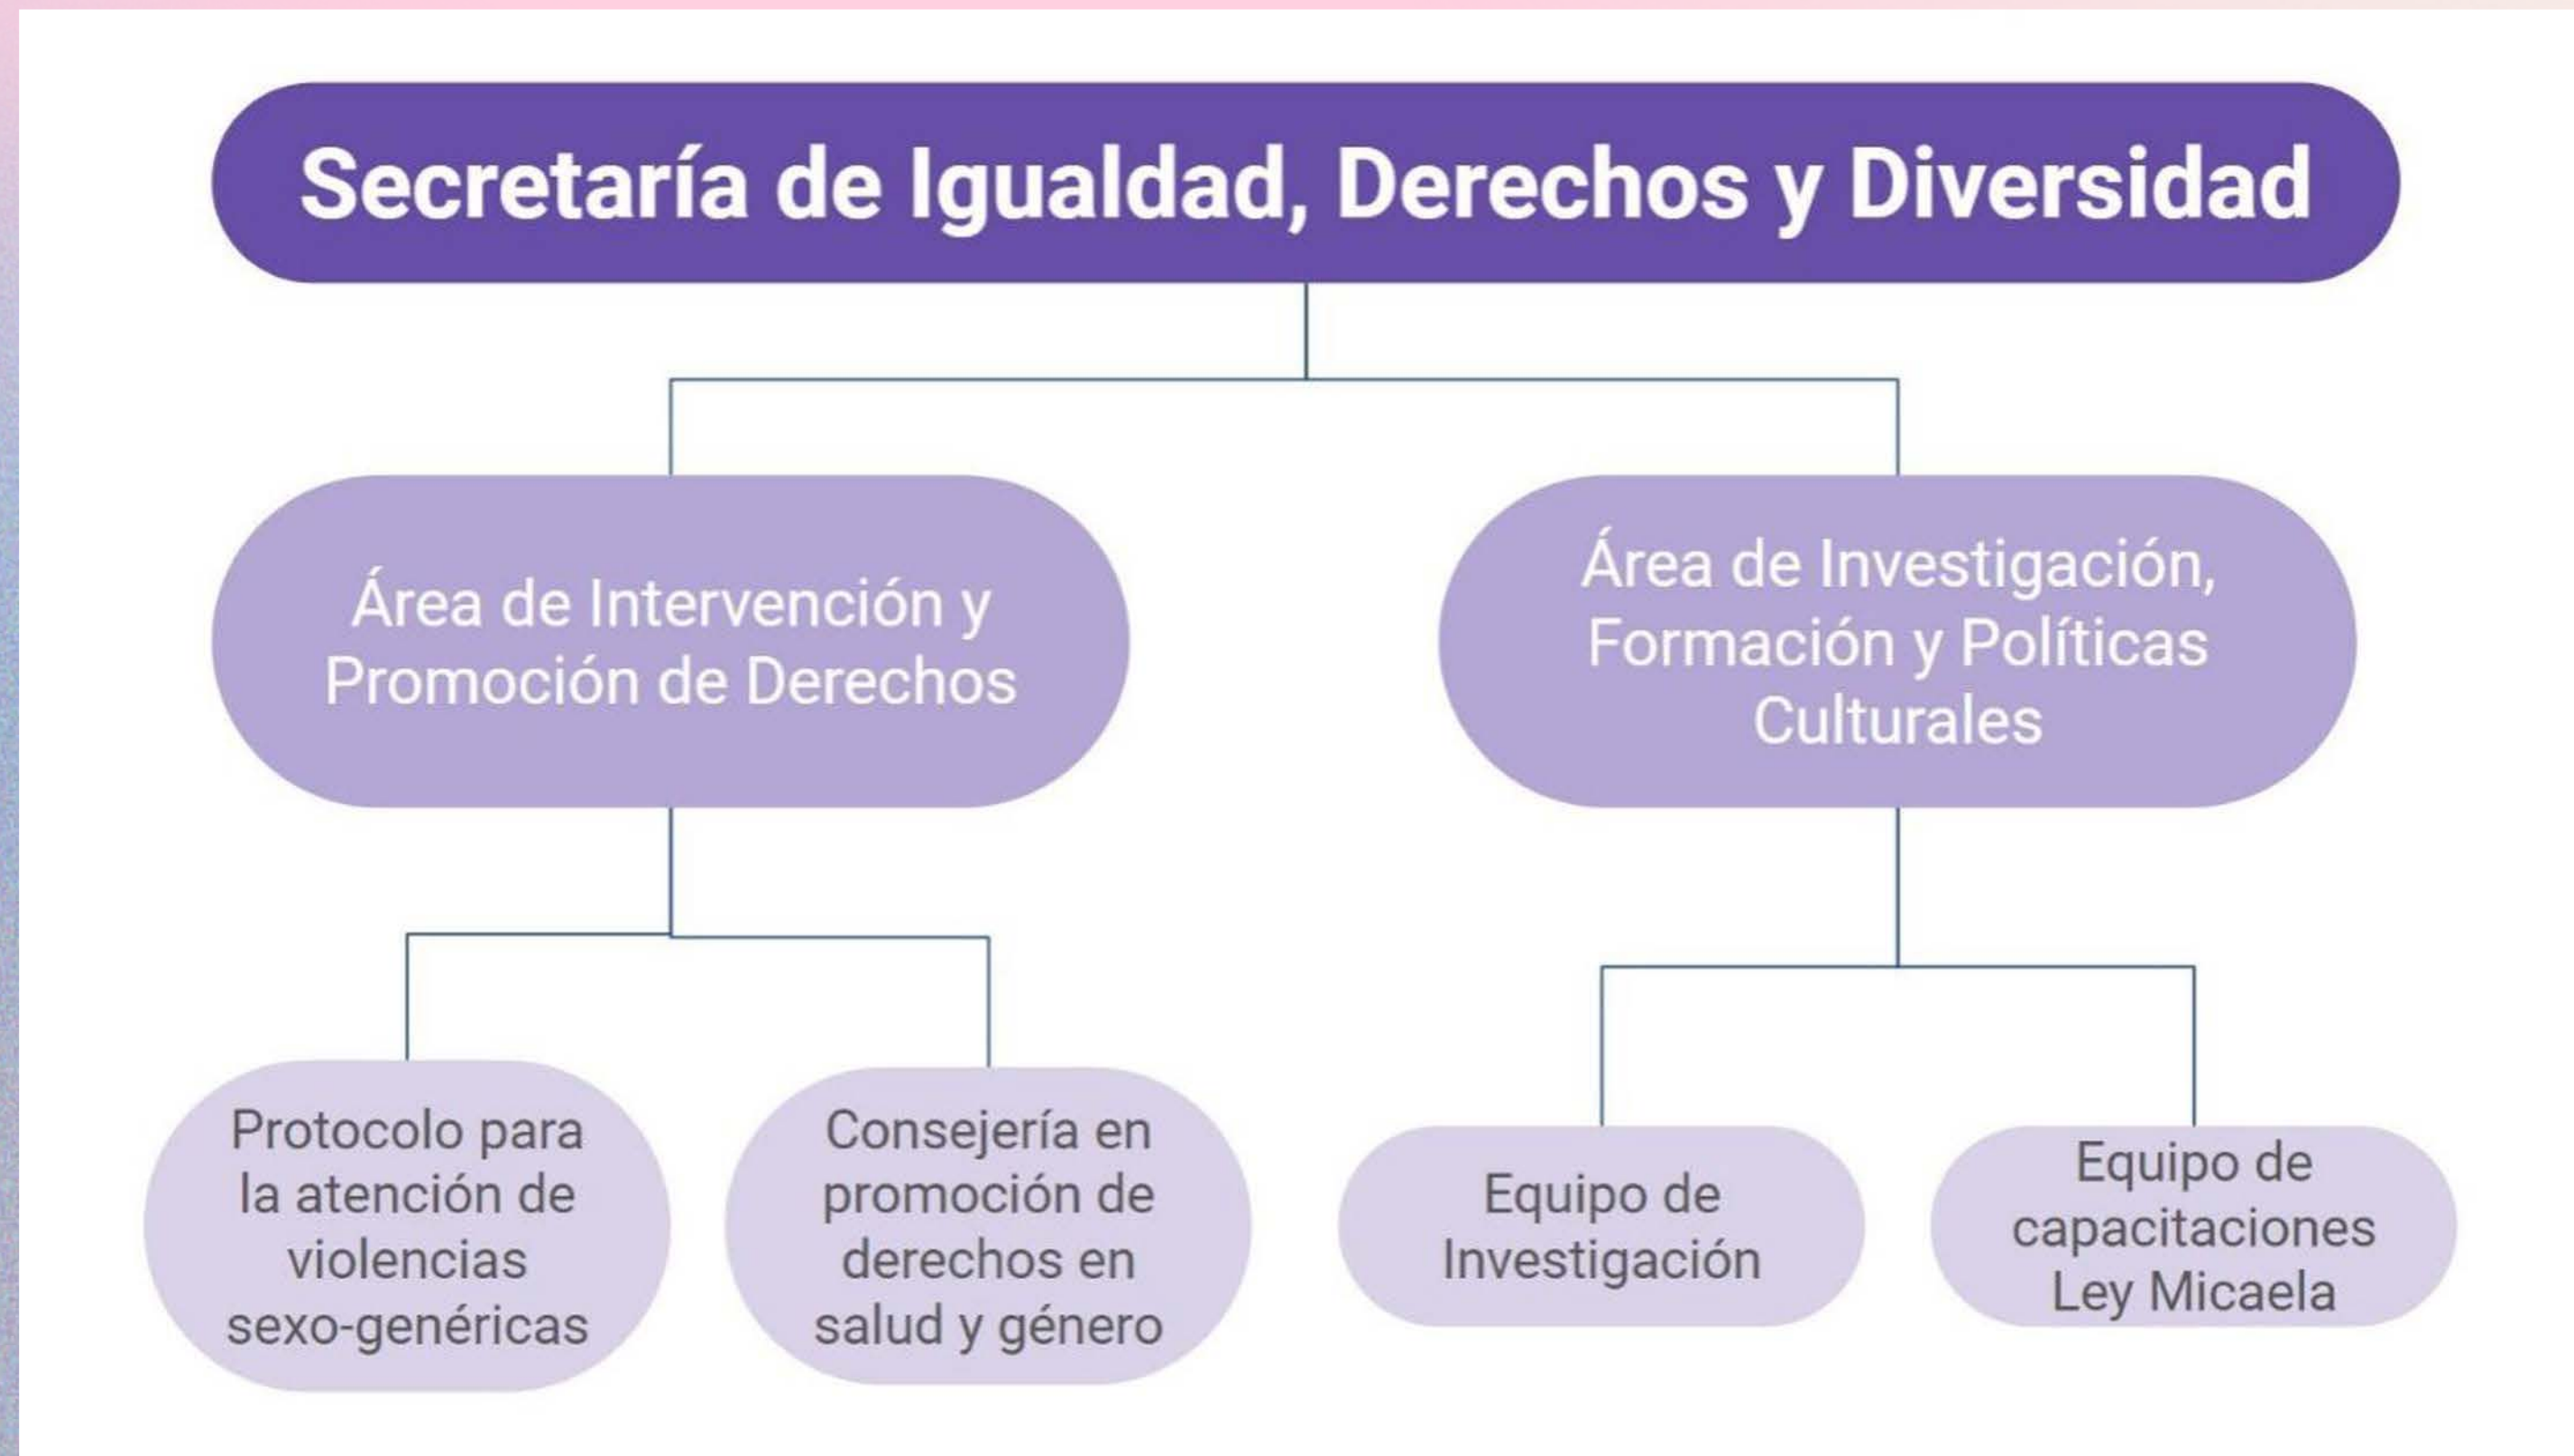 Secretaría de Igualdad, Derechos y Diversidad
Área de Intervención y
Promoción de Derechos
Área de Investigación,
Formación y Políticas
Culturales
Protocolo para
la atención de
violencias
sexo-genéricas
Consejería en
promoción de
derechos en
salud y género
Equipo de
Investigación
Equipo de
capacitaciones
Ley Micaela